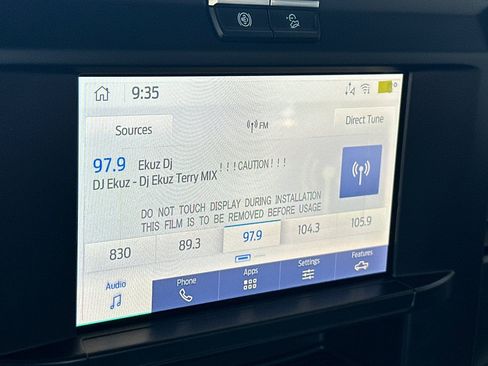 9:35
Sources
FM
Direct Tune
97.9 Ekuz Dj
!!!CAUTION!!!
DJ Ekuz - Dj Ekuz Terry MIX
DO NOT TOUCH DISPLAY DURING INSTALLATION
THIS FILM IS TO BE REMOVED BEFORE USAGE
830 89.3 97.9 104.3 105.9
Audio Phone Apps Settings Features